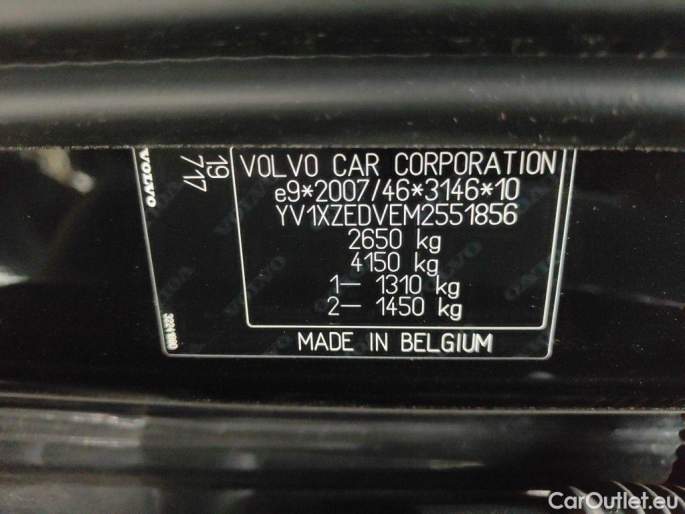 VOLVO
19
717
VOLVO CAR CORPORATION
e9*2007/46*3146*10
YV1XZEDVEM2551856
2650 kg
4150 kg
1– 1310 kg
2– 1450 kg
MADE IN BELGIUM
CarOutlet.eu